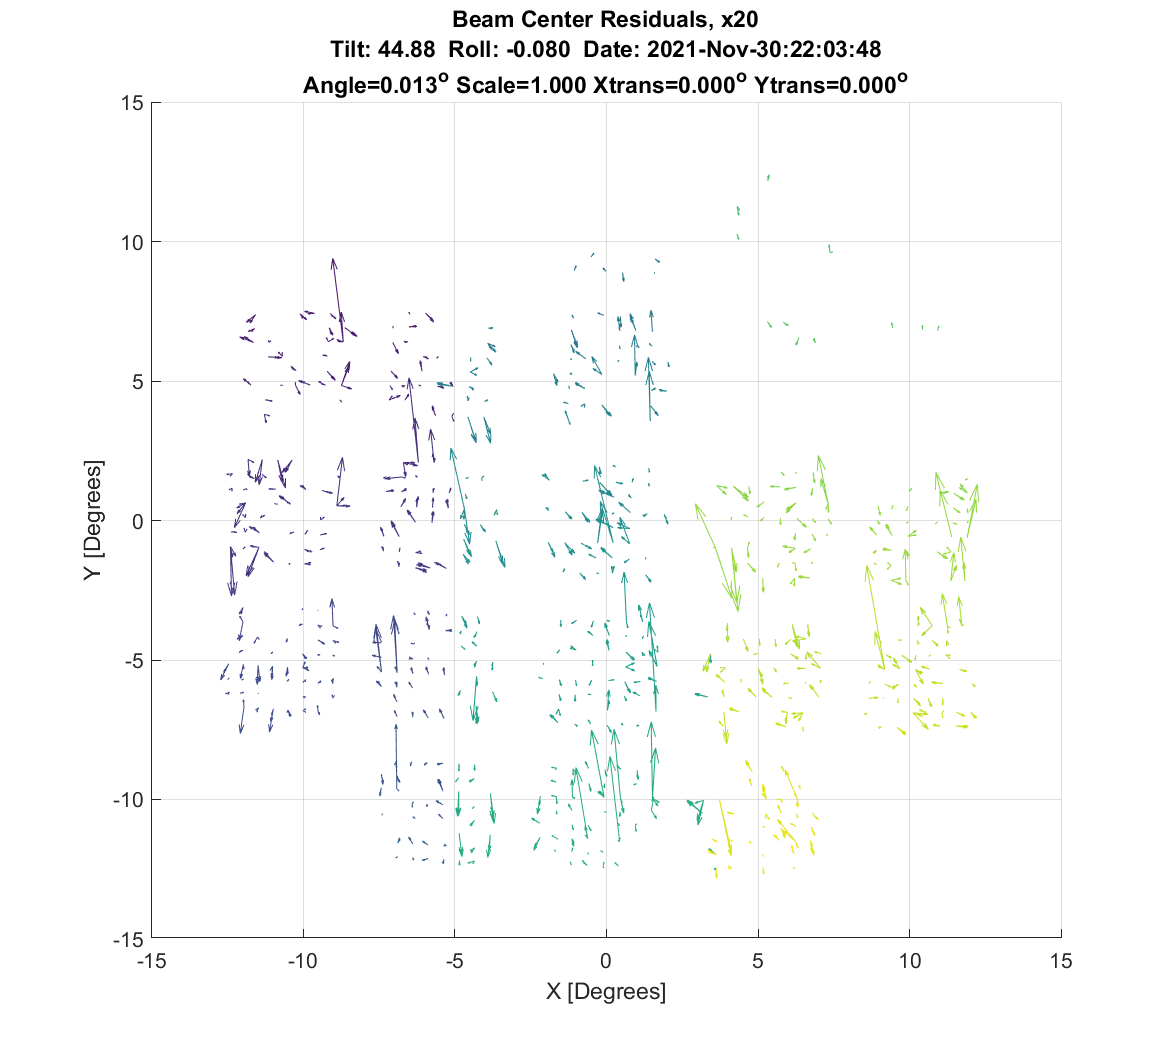 Beam Center Residuals, x20
Tilt: 44.88 Roll: -0.080 Date: 2021-Nov-30:22:03:48
Angle=0.013° Scale=1.000 Xtrans=0.000° Ytrans=0.000°
15
10
5
0
-5
-10
-15
Y [Degrees]
-15 -10 -5 0 5 10 15
X [Degrees]